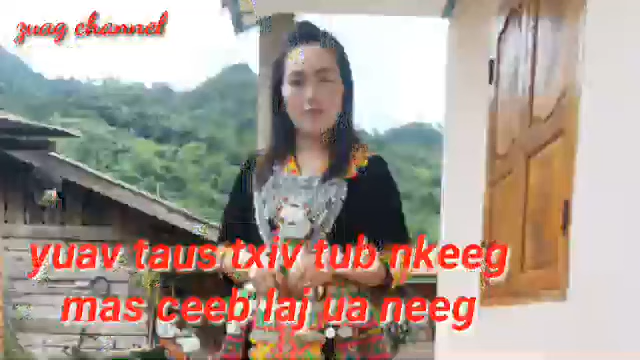 zuag channel
yuav taus txiv tub nkeeg
mas ceeb laj ua neeg